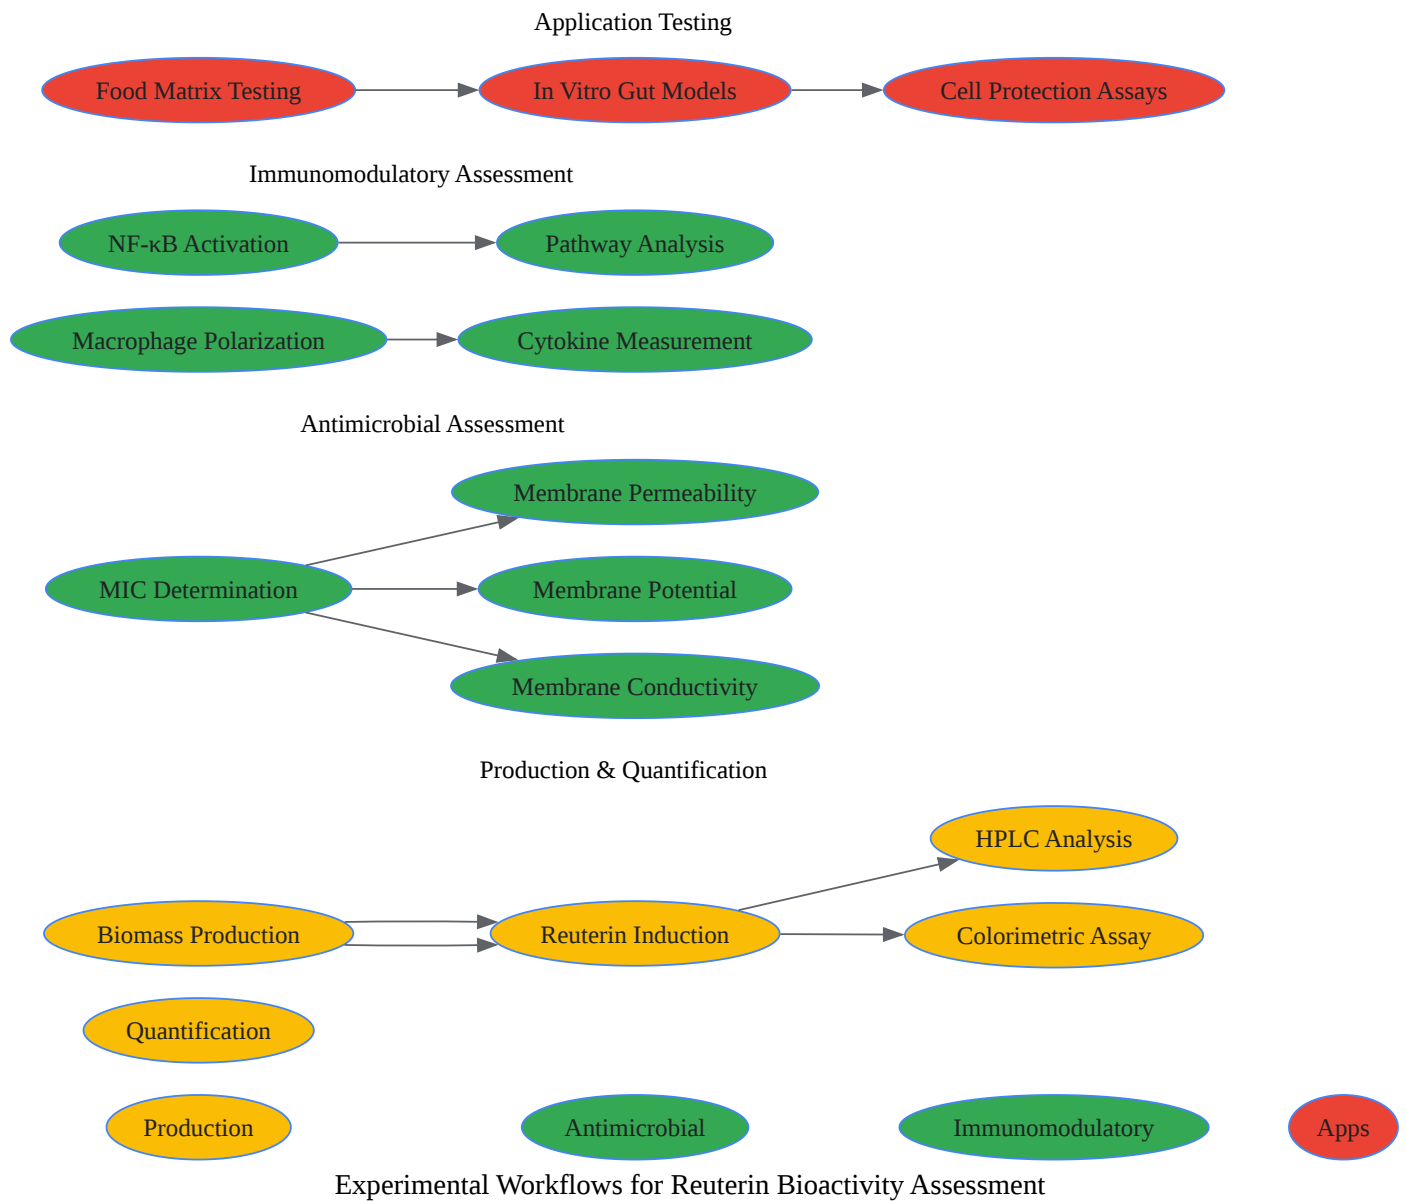 Application Testing
Food Matrix Testing
In Vitro Gut Models
Cell Protection Assays
Immunomodulatory Assessment
NF-κB Activation
Pathway Analysis
Macrophage Polarization
Cytokine Measurement
Antimicrobial Assessment
Membrane Permeability
MIC Determination
Membrane Potential
Membrane Conductivity
Production & Quantification
HPLC Analysis
Biomass Production
Reuterin Induction
Colorimetric Assay
Quantification
Production
Antimicrobial
Immunomodulatory
Apps
Experimental Workflows for Reuterin Bioactivity Assessment